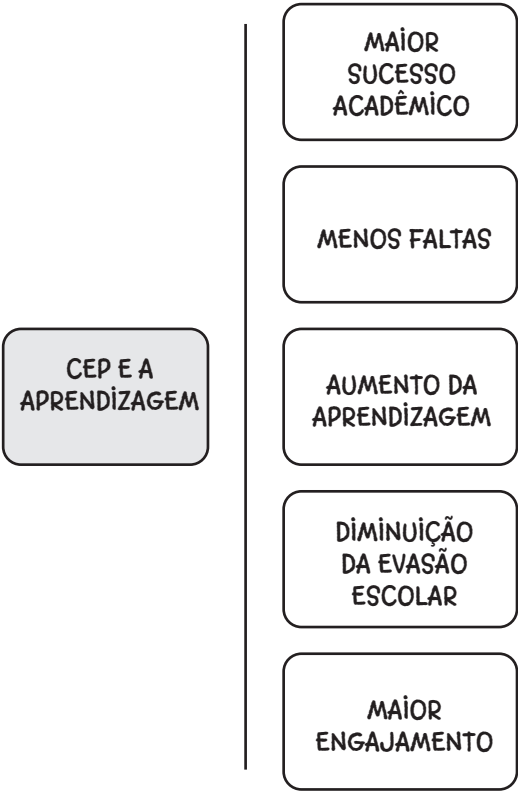 CEP E A
APRENDIZAGEM
MAIOR
SUCESSO
ACADÊMICO
MENOS FALTAS
AUMENTO DA
APRENDIZAGEM
DIMINUIÇÃO
DA EVASÃO
ESCOLAR
MAIOR
ENGAJAMENTO